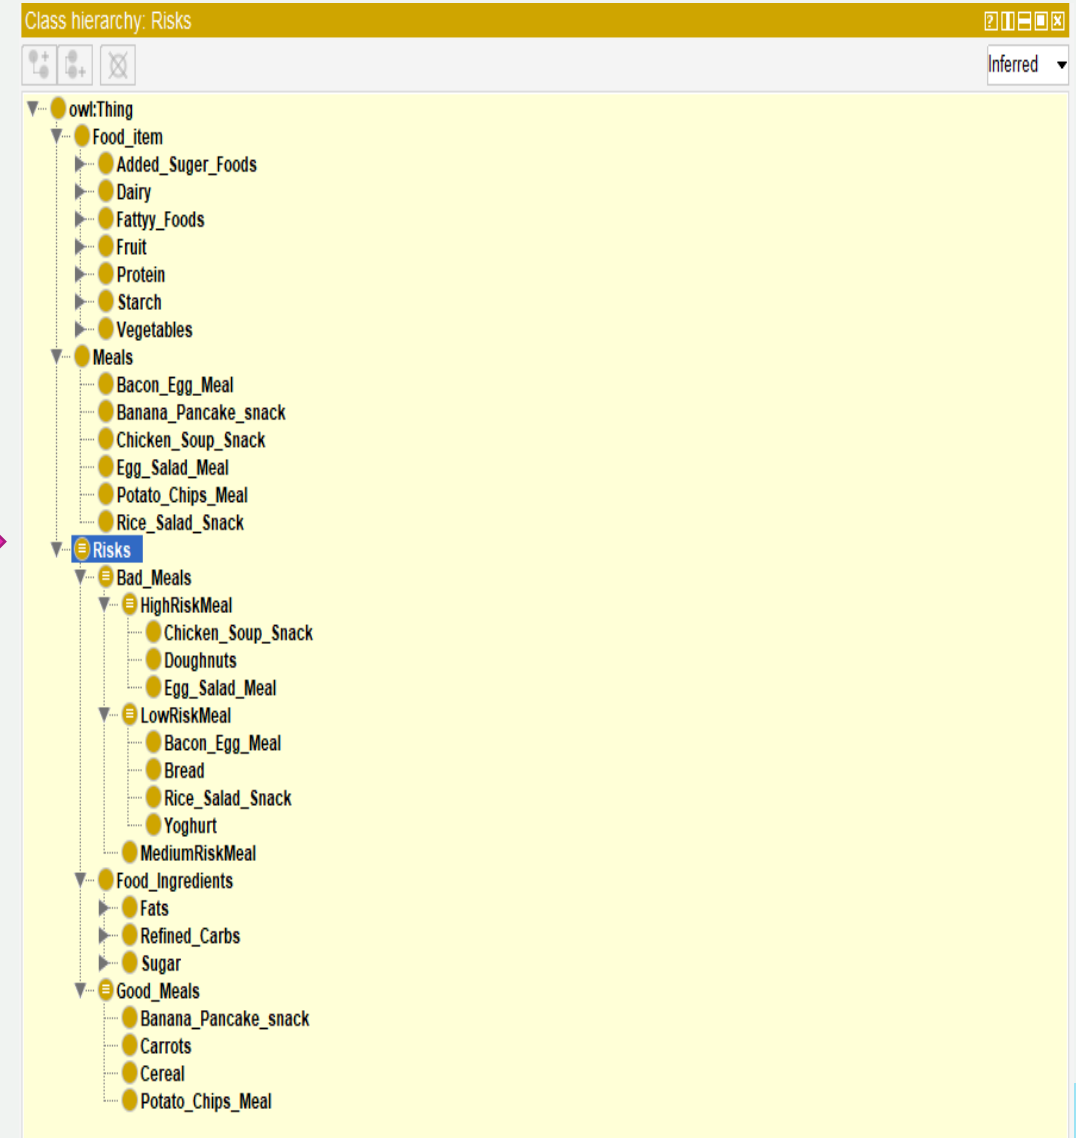 Class hierarchy: Risks
Inferred
owl:Thing
Food_item
Added_Suger_Foods
Dairy
Fattyy_Foods
Fruit
Protein
Starch
Vegetables
Meals
Bacon_Egg_Meal
Banana_Pancake_snack
Chicken_Soup_Snack
Egg_Salad_Meal
Potato_Chips_Meal
Rice_Salad_Snack
Risks
Bad_Meals
HighRiskMeal
Chicken_Soup_Snack
Doughnuts
Egg_Salad_Meal
LowRiskMeal
Bacon_Egg_Meal
Bread
Rice_Salad_Snack
Yoghurt
MediumRiskMeal
Food_Ingredients
Fats
Refined_Carbs
Sugar
Good_Meals
Banana_Pancake_snack
Carrots
Cereal
Potato_Chips_Meal